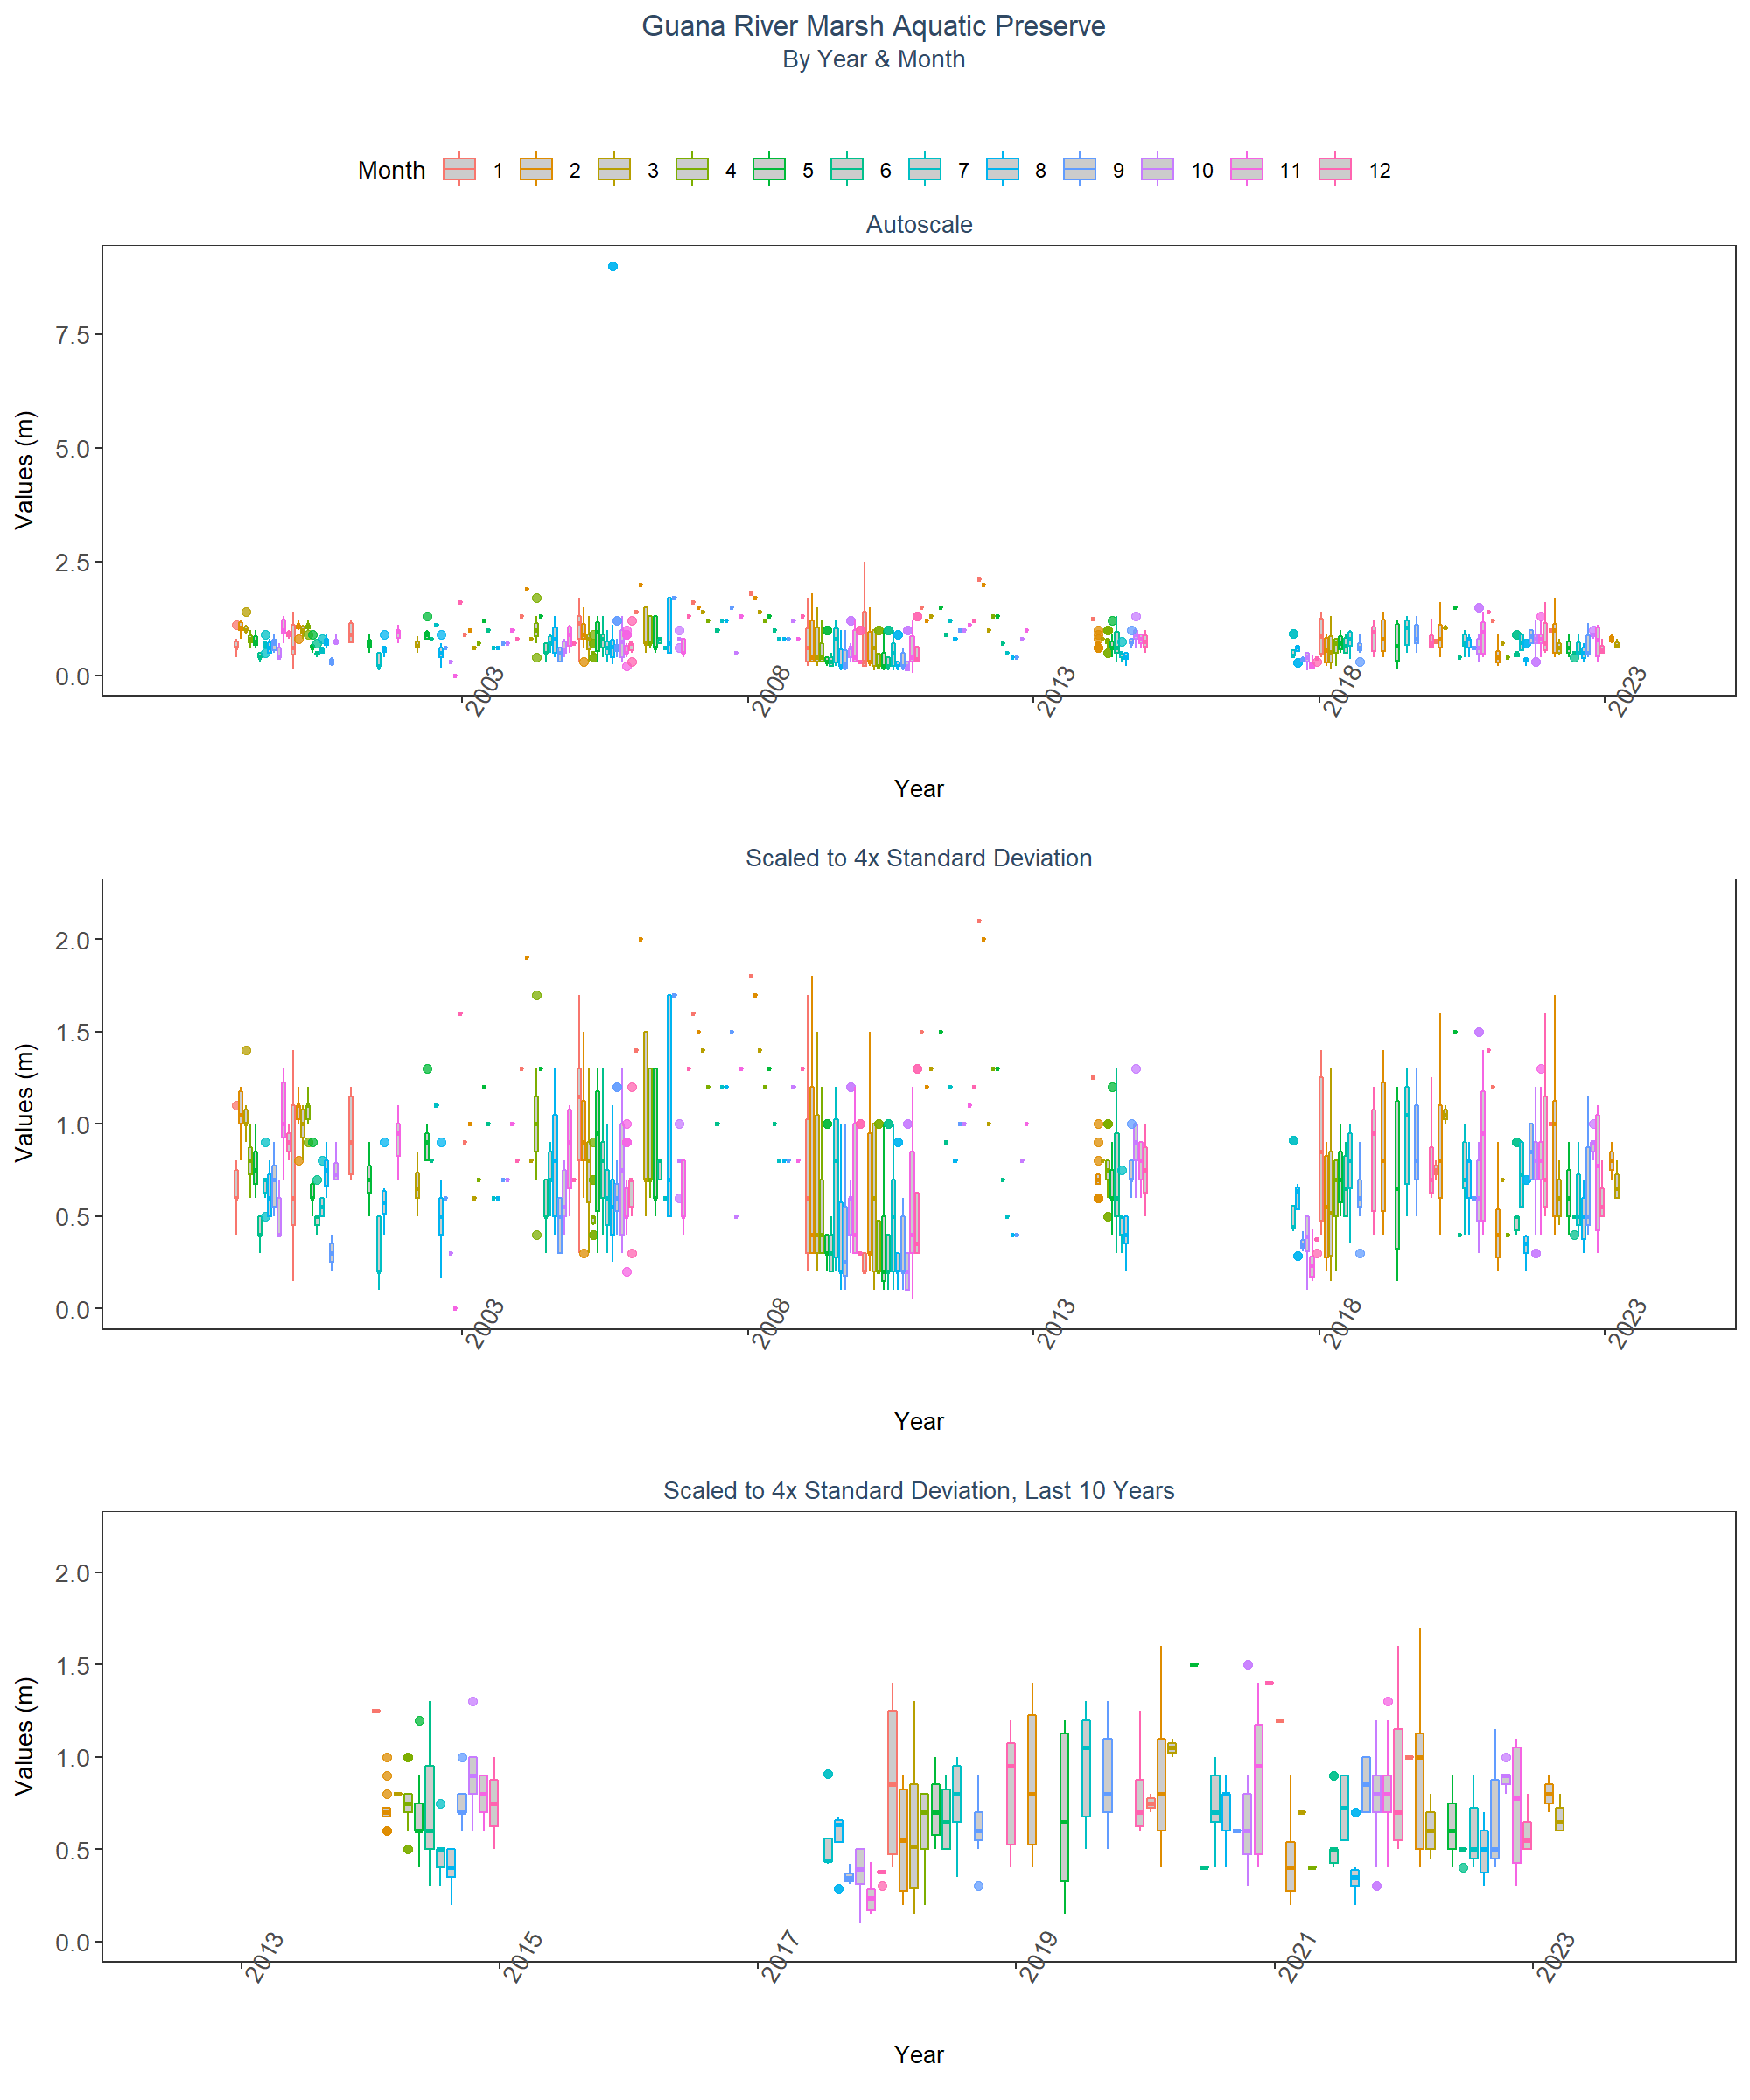 Guana River Marsh Aquatic Preserve
By Year & Month
Month 1 2 3 4 5 6 7 8 9 10 11 12
Autoscale
Values (m)
7.5
5.0
2.5
0.0
2003 2008 2013 2018 2023
Year
Scaled to 4x Standard Deviation
Values (m)
2.0
1.5
1.0
0.5
0.0
2003 2008 2013 2018 2023
Year
Scaled to 4x Standard Deviation, Last 10 Years
Values (m)
2.0
1.5
1.0
0.5
0.0
2013 2015 2017 2019 2021 2023
Year